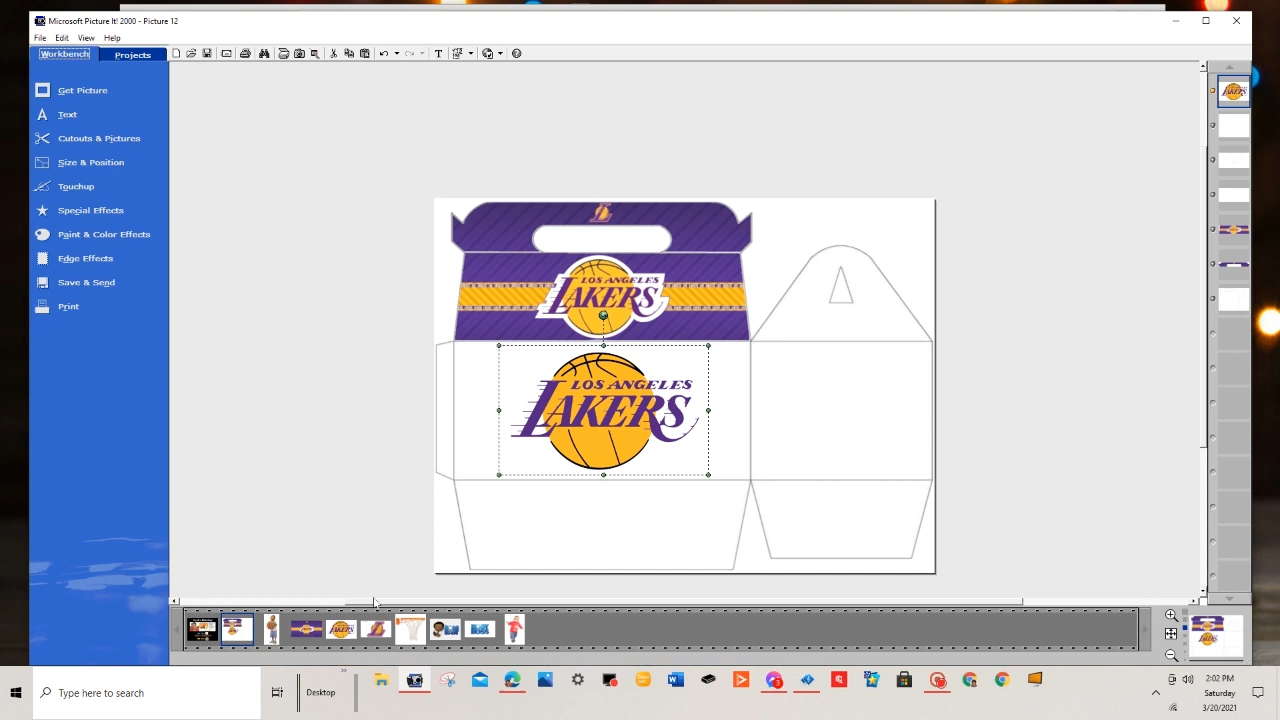 Microsoft Picture It! 2000 - Picture 12
File Edit View Help
Workbench Projects
Get Picture
Text
Cutouts & Pictures
Size & Position
Touchup
Special Effects
Paint & Color Effects
Edge Effects
Save & Send
Print
LOS ANGELES
LAKERS
LOS ANGELES
LAKERS
LAKERS
Type here to search
Desktop
3
2:02 PM
Saturday
3/20/2021